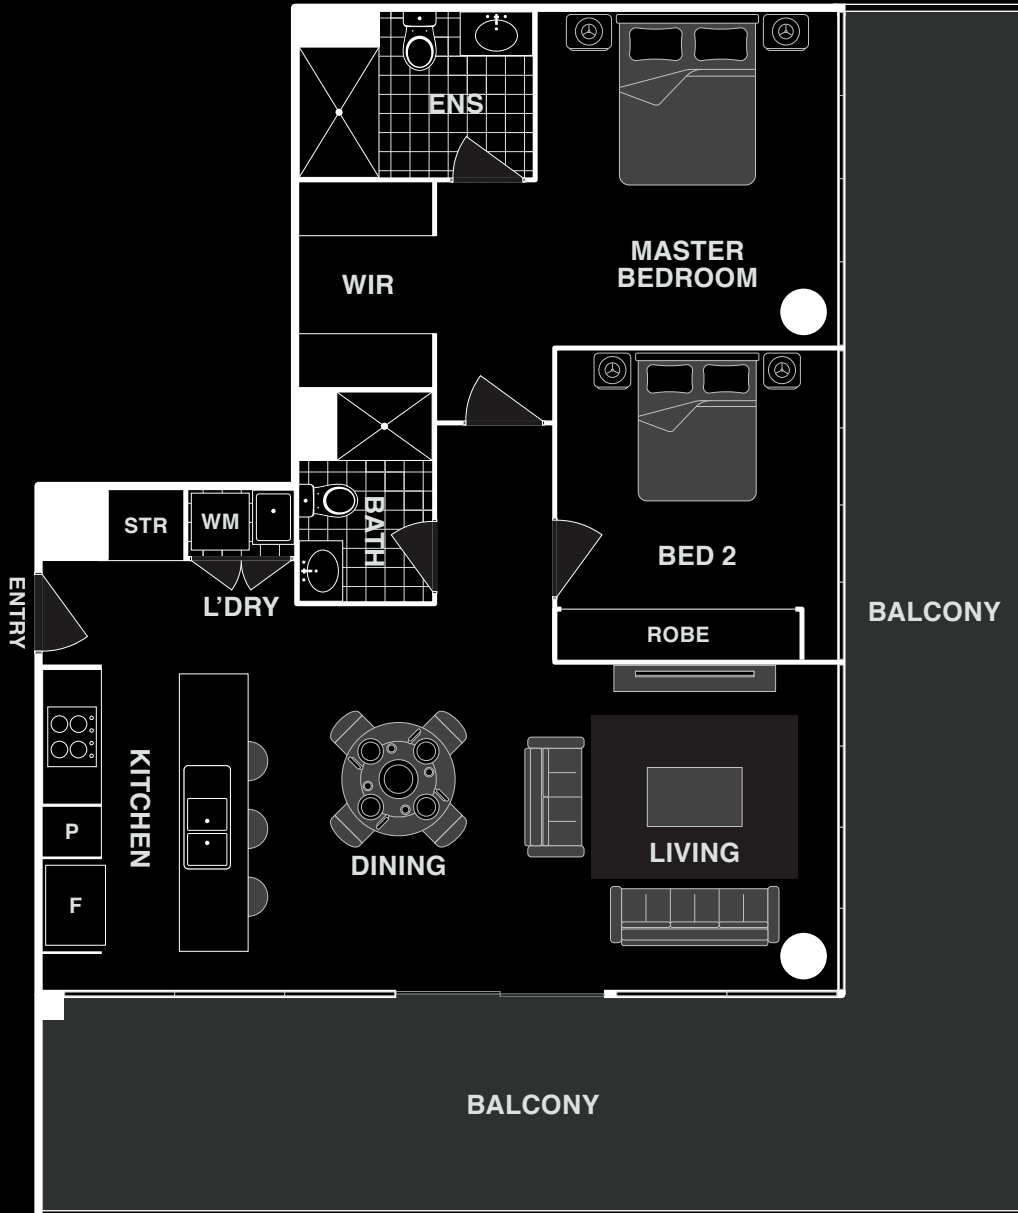 ENS
MASTER
BEDROOM
WIR
STR
WM
BATH
BED 2
ENTRY
L'DRY
BALCONY
ROBE
KITCHEN
P
DINING
LIVING
F
BALCONY